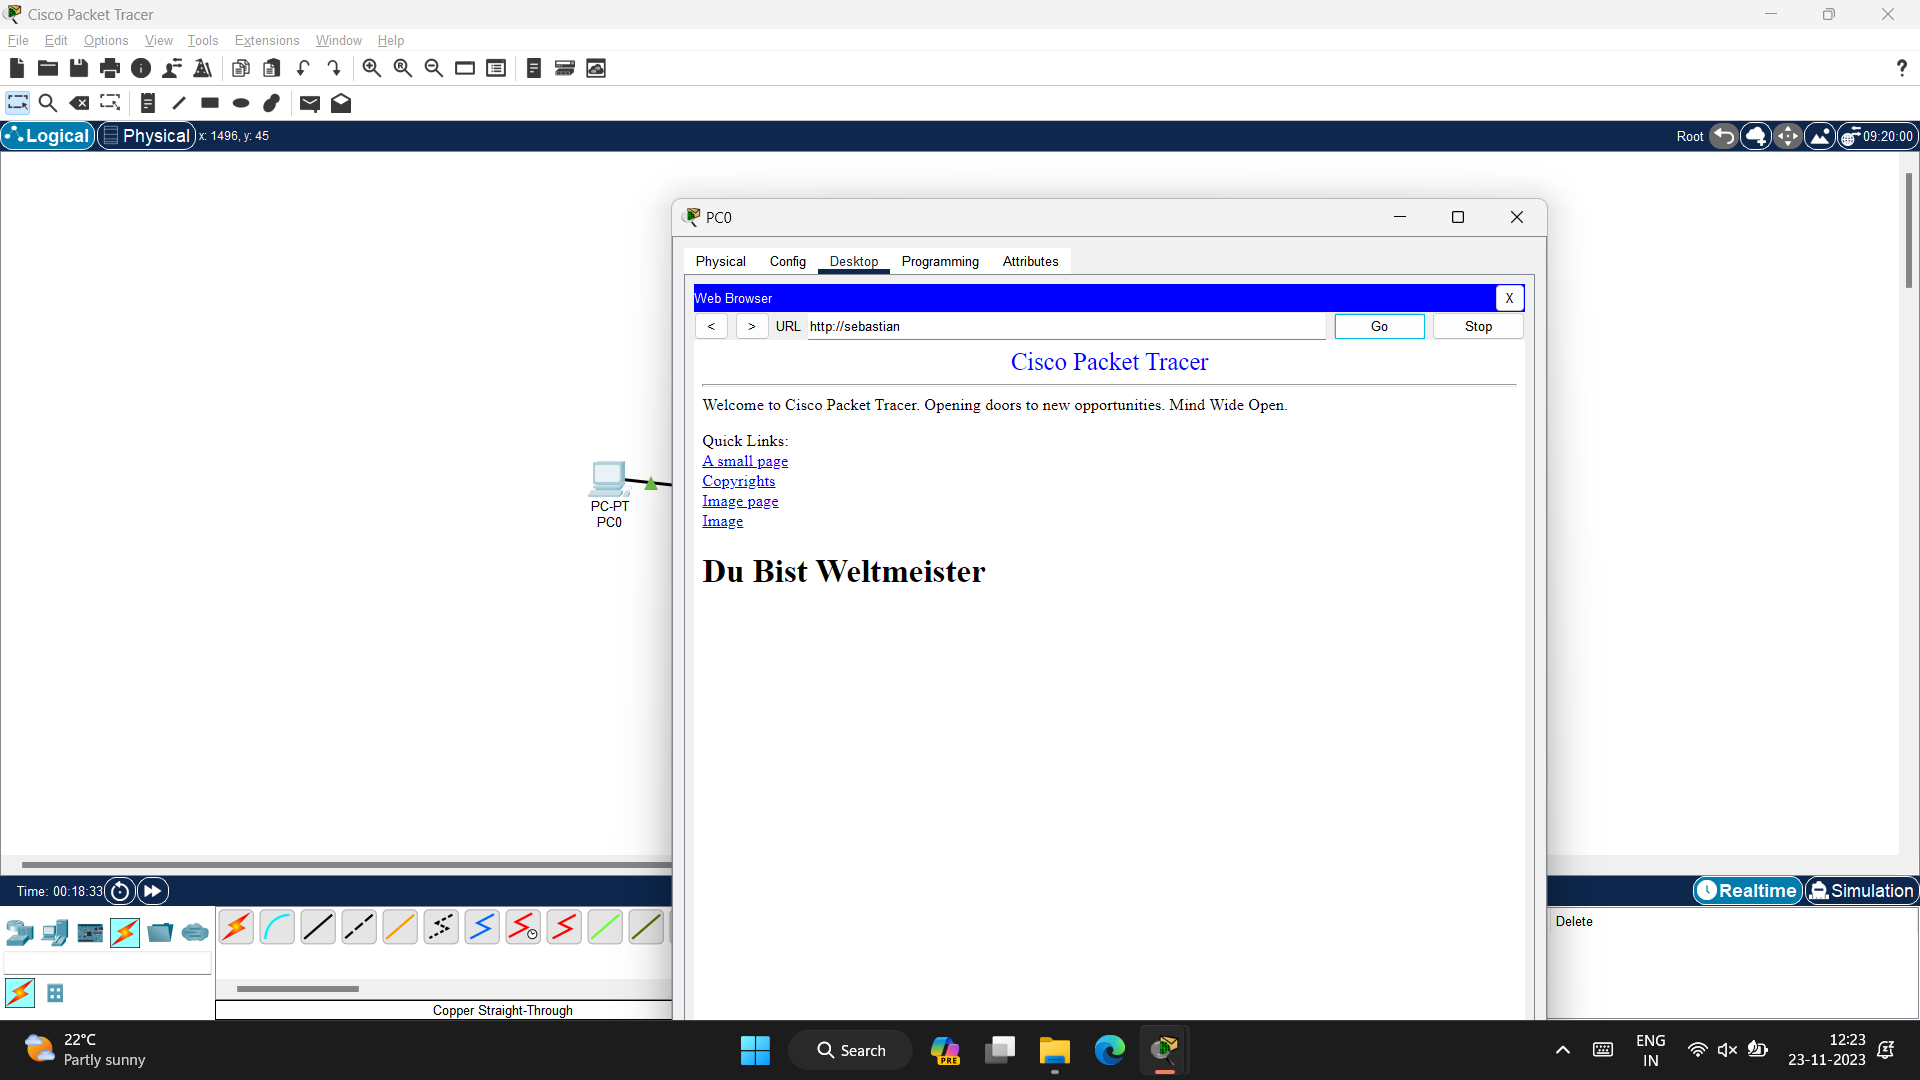 Cisco Packet Tracer
File Edit Options View Tools Extensions Window Help
?
Logical Physical x: 1496, y: 45 Root 09:20:00
PC0
Physical Config Desktop Programming Attributes
Web Browser X
< > URL http://sebastian Go Stop
Cisco Packet Tracer
Welcome to Cisco Packet Tracer. Opening doors to new opportunities. Mind Wide Open.
Quick Links:
A small page
Copyrights
Image page
Image
Du Bist Weltmeister
PC-PT
PC0
Time: 00:18:33 Realtime Simulation
Delete
Copper Straight-Through
22°C
Partly sunny
Search
PRE
ENG
IN
12:23
23-11-2023